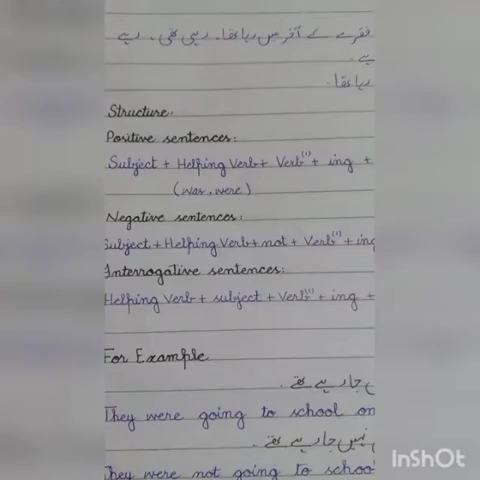 فقرے کے آخر میں رہا تھا۔ رہی تھی۔ رہے
رہا تھا۔
Structure:
Positive sentences:
Subject + Helping Verb + Verb(1) + ing +
(was, were)
Negative sentences:
Subject + Helping Verb + not + Verb(1) + ing
Interrogative sentences:
Helping Verb + subject + Verb(1) + ing +
For Example
جا رہے تھے۔
They were going to school on
نہیں جا رہے تھے۔
They were not going to school
InShOt